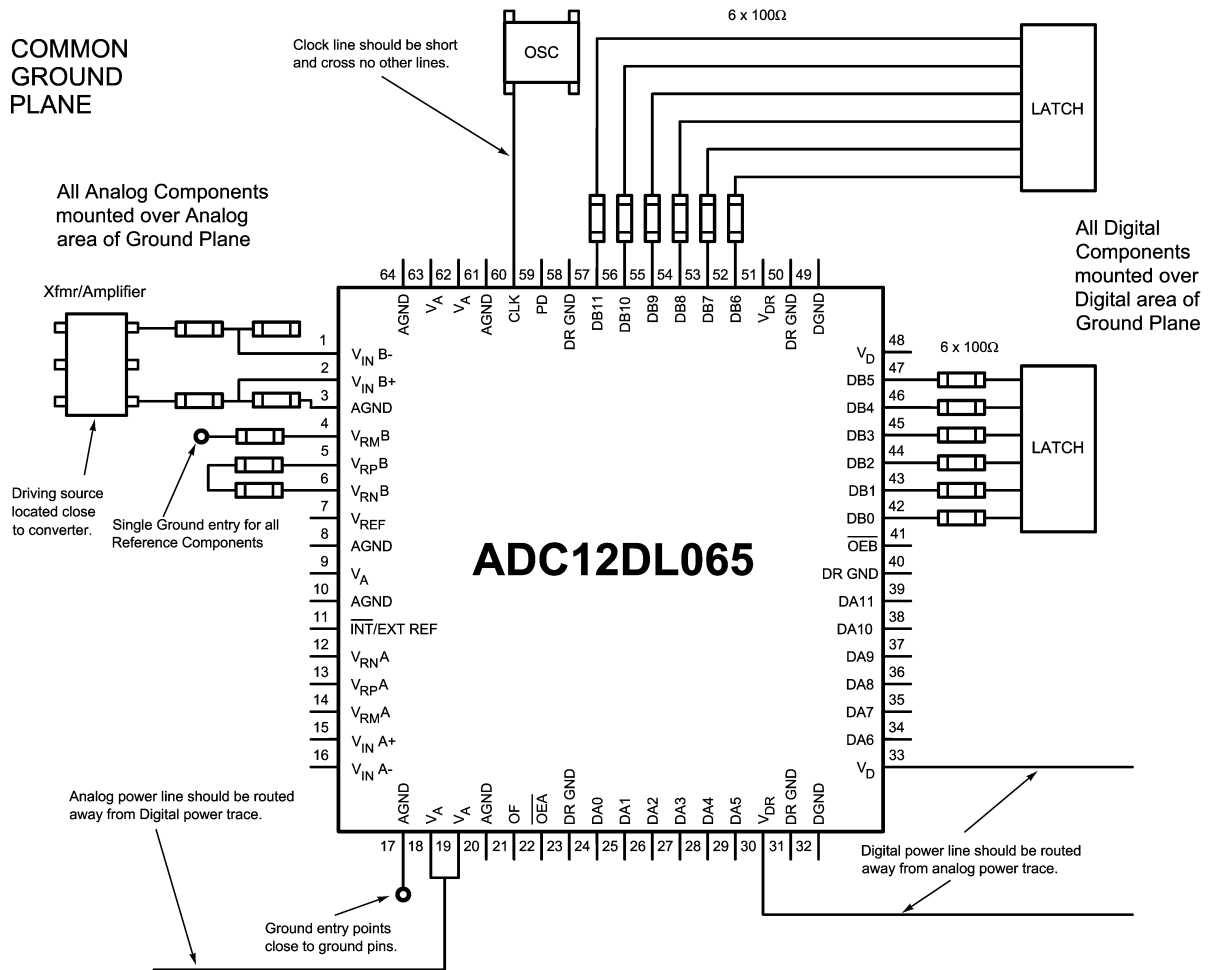 COMMON
GROUND
PLANE
Clock line should be short
and cross no other lines.
OSC
6 x 100Ω
LATCH
All Analog Components
mounted over Analog
area of Ground Plane
All Digital
Components
mounted over
Digital area of
Ground Plane
Xfmr/Amplifier
64 63 62 61 60 59 58 57 56 55 54 53 52 51 50 49
AGND
VA
VA
AGND
CLK
PD
DR GND
DB11
DB10
DB9
DB8
DB7
DB6
VDR
DR GND
DGND
1 VIN B-
2 VIN B+
3 AGND
4 VRMB
5 VRPB
6 VRNB
7 VREF
8 AGND
9 VA
10 AGND
11 INT/EXT REF
12 VRNA
13 VRPA
14 VRMA
15 VIN A+
16 VIN A-
Driving source
located close
to converter.
Single Ground entry for all
Reference Components
ADC12DL065
6 x 100Ω
LATCH
VD 48
DB5 47
DB4 46
DB3 45
DB2 44
DB1 43
DB0 42
OEB 41
DR GND 40
DA11 39
DA10 38
DA9 37
DA8 36
DA7 35
DA6 34
VD 33
AGND
VA
VA
AGND
OF
OEA
DR GND
DA0
DA1
DA2
DA3
DA4
DA5
VDR
DR GND
DGND
17 18 19 20 21 22 23 24 25 26 27 28 29 30 31 32
Analog power line should be routed
away from Digital power trace.
Ground entry points
close to ground pins.
Digital power line should be routed
away from analog power trace.